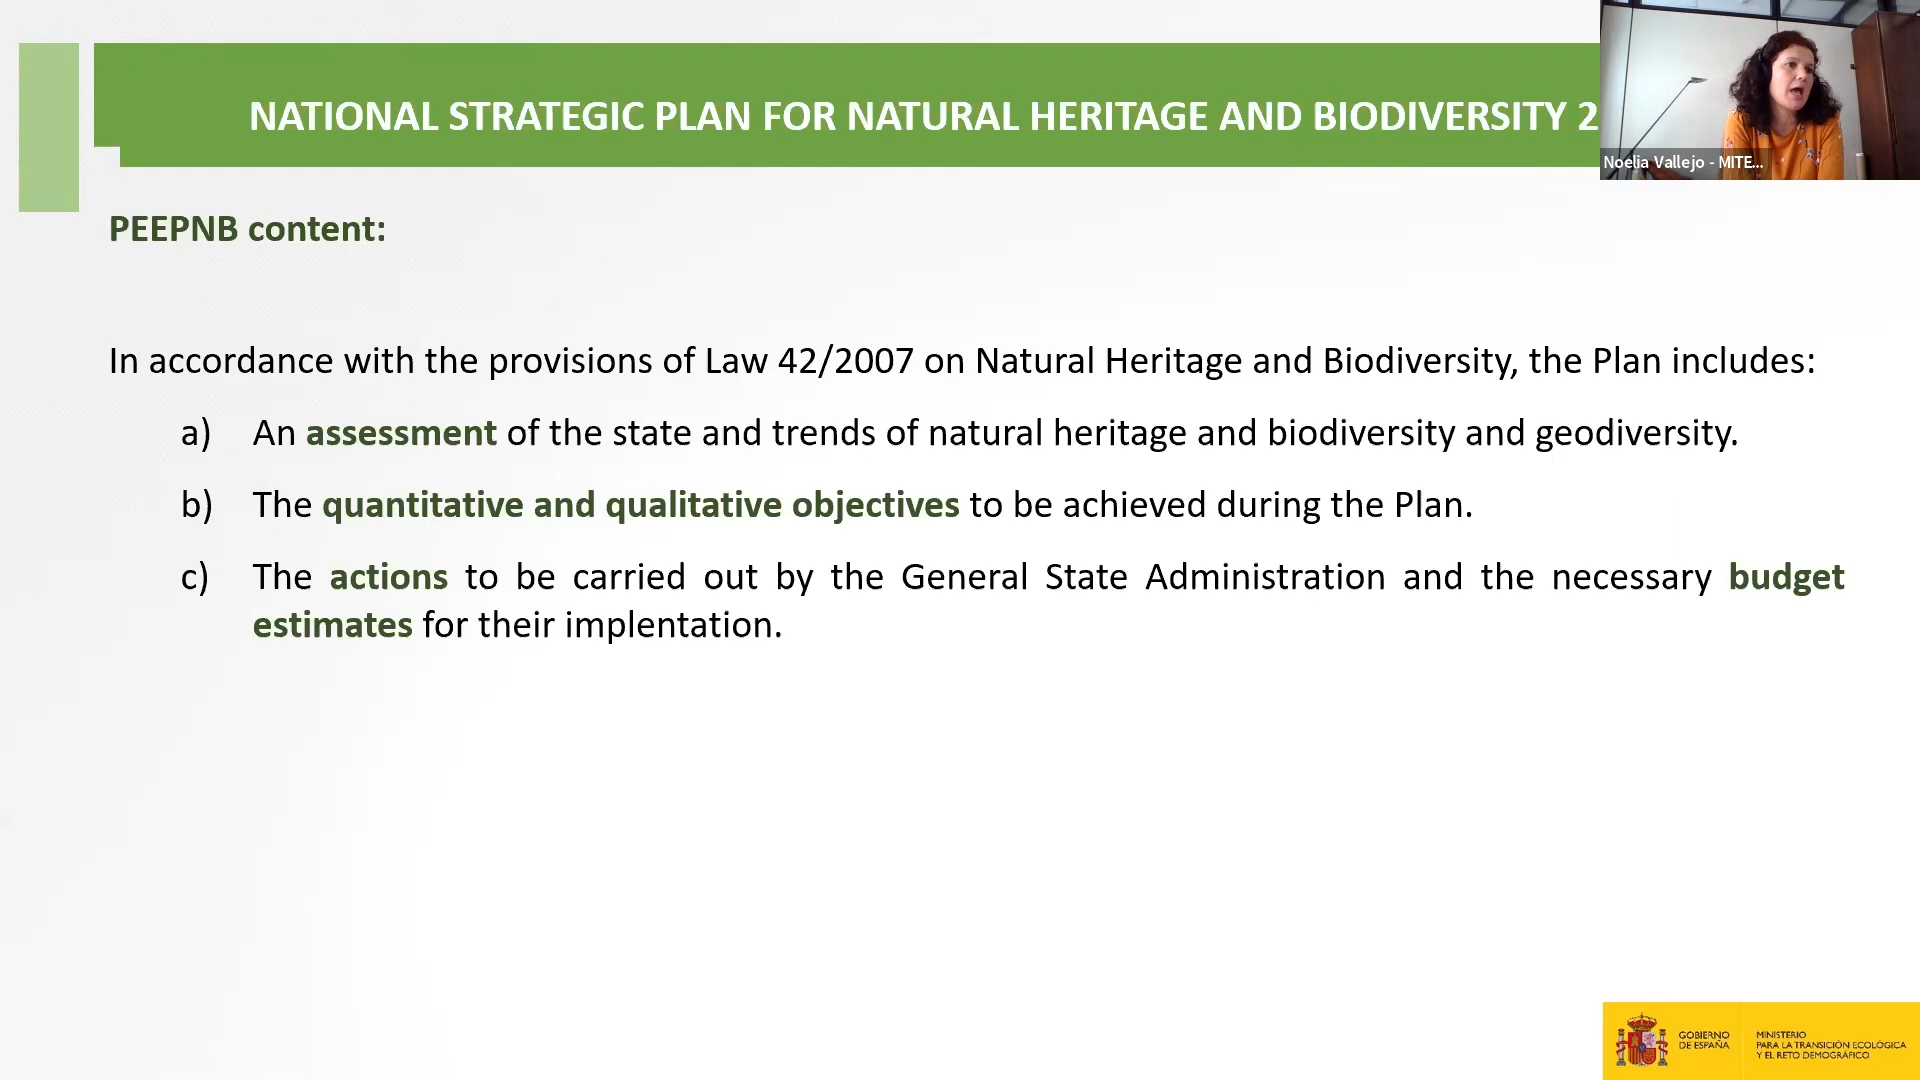 NATIONAL STRATEGIC PLAN FOR NATURAL HERITAGE AND BIODIVERSITY 2
Noelia Vallejo - MITE...
PEEPNB content:
In accordance with the provisions of Law 42/2007 on Natural Heritage and Biodiversity, the Plan includes:
a) An assessment of the state and trends of natural heritage and biodiversity and geodiversity.
b) The quantitative and qualitative objectives to be achieved during the Plan.
c) The actions to be carried out by the General State Administration and the necessary budget
estimates for their implentation.
GOBIERNO
DE ESPAÑA
MINISTERIO
PARA LA TRANSICIÓN ECOLÓGICA
Y EL RETO DEMOGRÁFICO